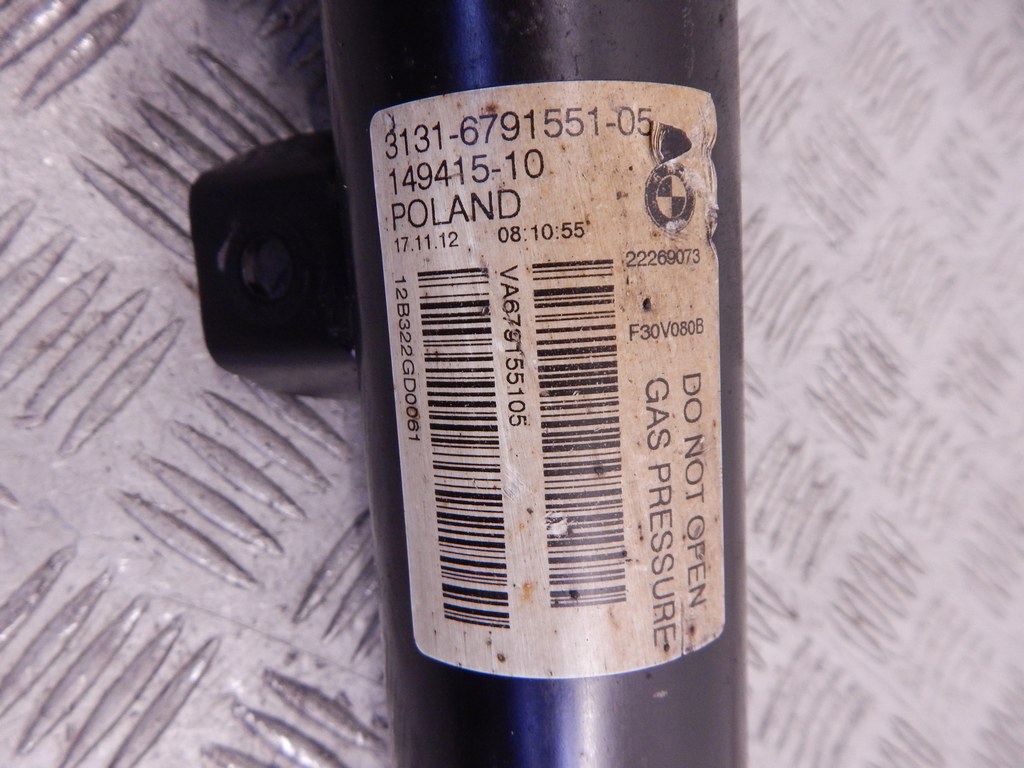 3131-6791551-05
149415-10
POLAND
17.11.12 08:10:55
22269073
F30V080B
12B322GD0061
VA679155105
DO NOT OPEN
GAS PRESSURE